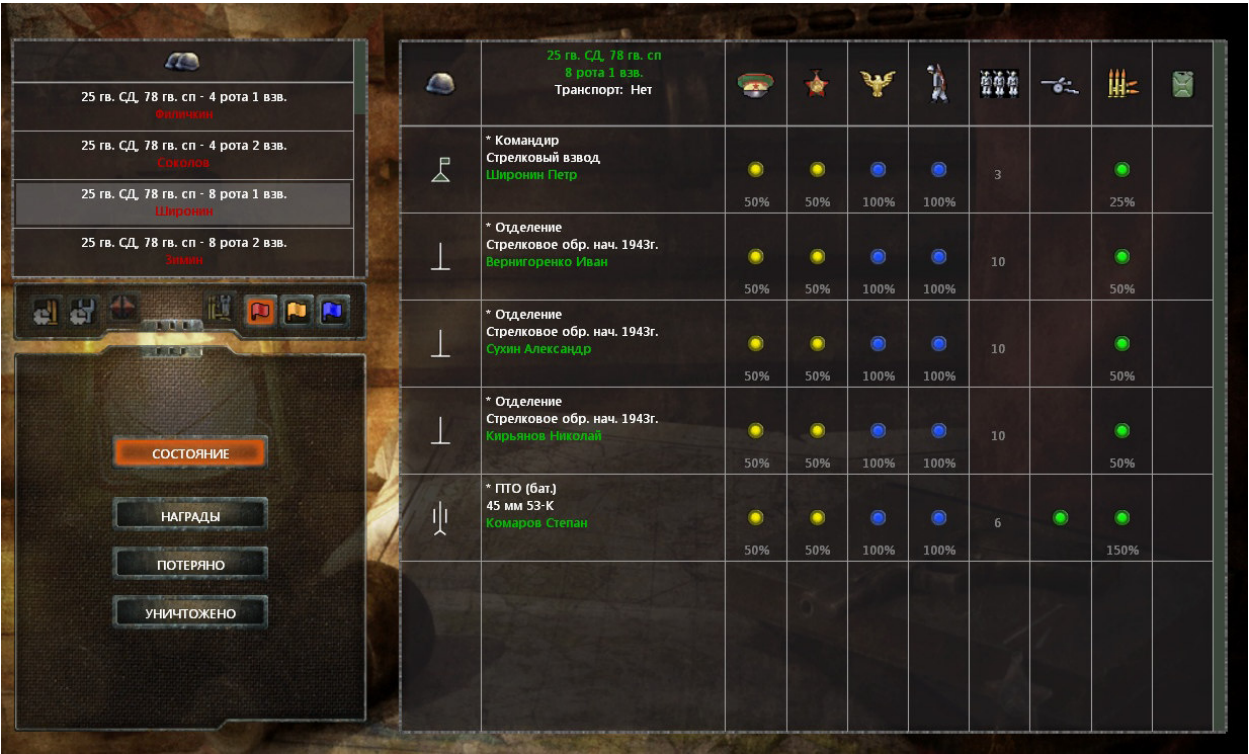 25 гв. СД, 78 гв. сп - 4 рота 1 взв.
Филичкин
25 гв. СД, 78 гв. сп - 4 рота 2 взв.
Соколов
25 гв. СД, 78 гв. сп - 8 рота 1 взв.
Широнин
25 гв. СД, 78 гв. сп - 8 рота 2 взв.
Зимин
СОСТОЯНИЕ
НАГРАДЫ
ПОТЕРЯНО
УНИЧТОЖЕНО
25 гв. СД, 78 гв. сп
8 рота 1 взв.
Транспорт: Нет
* Командир
Стрелковый взвод
Широнин Петр
50% 50% 100% 100% 3 25%
* Отделение
Стрелковое обр. нач. 1943г.
Вернигоренко Иван
50% 50% 100% 100% 10 50%
* Отделение
Стрелковое обр. нач. 1943г.
Сухин Александр
50% 50% 100% 100% 10 50%
* Отделение
Стрелковое обр. нач. 1943г.
Кирьянов Николай
50% 50% 100% 100% 10 50%
* ПТО (бат.)
45 мм 53-К
Комаров Степан
50% 50% 100% 100% 6 150%